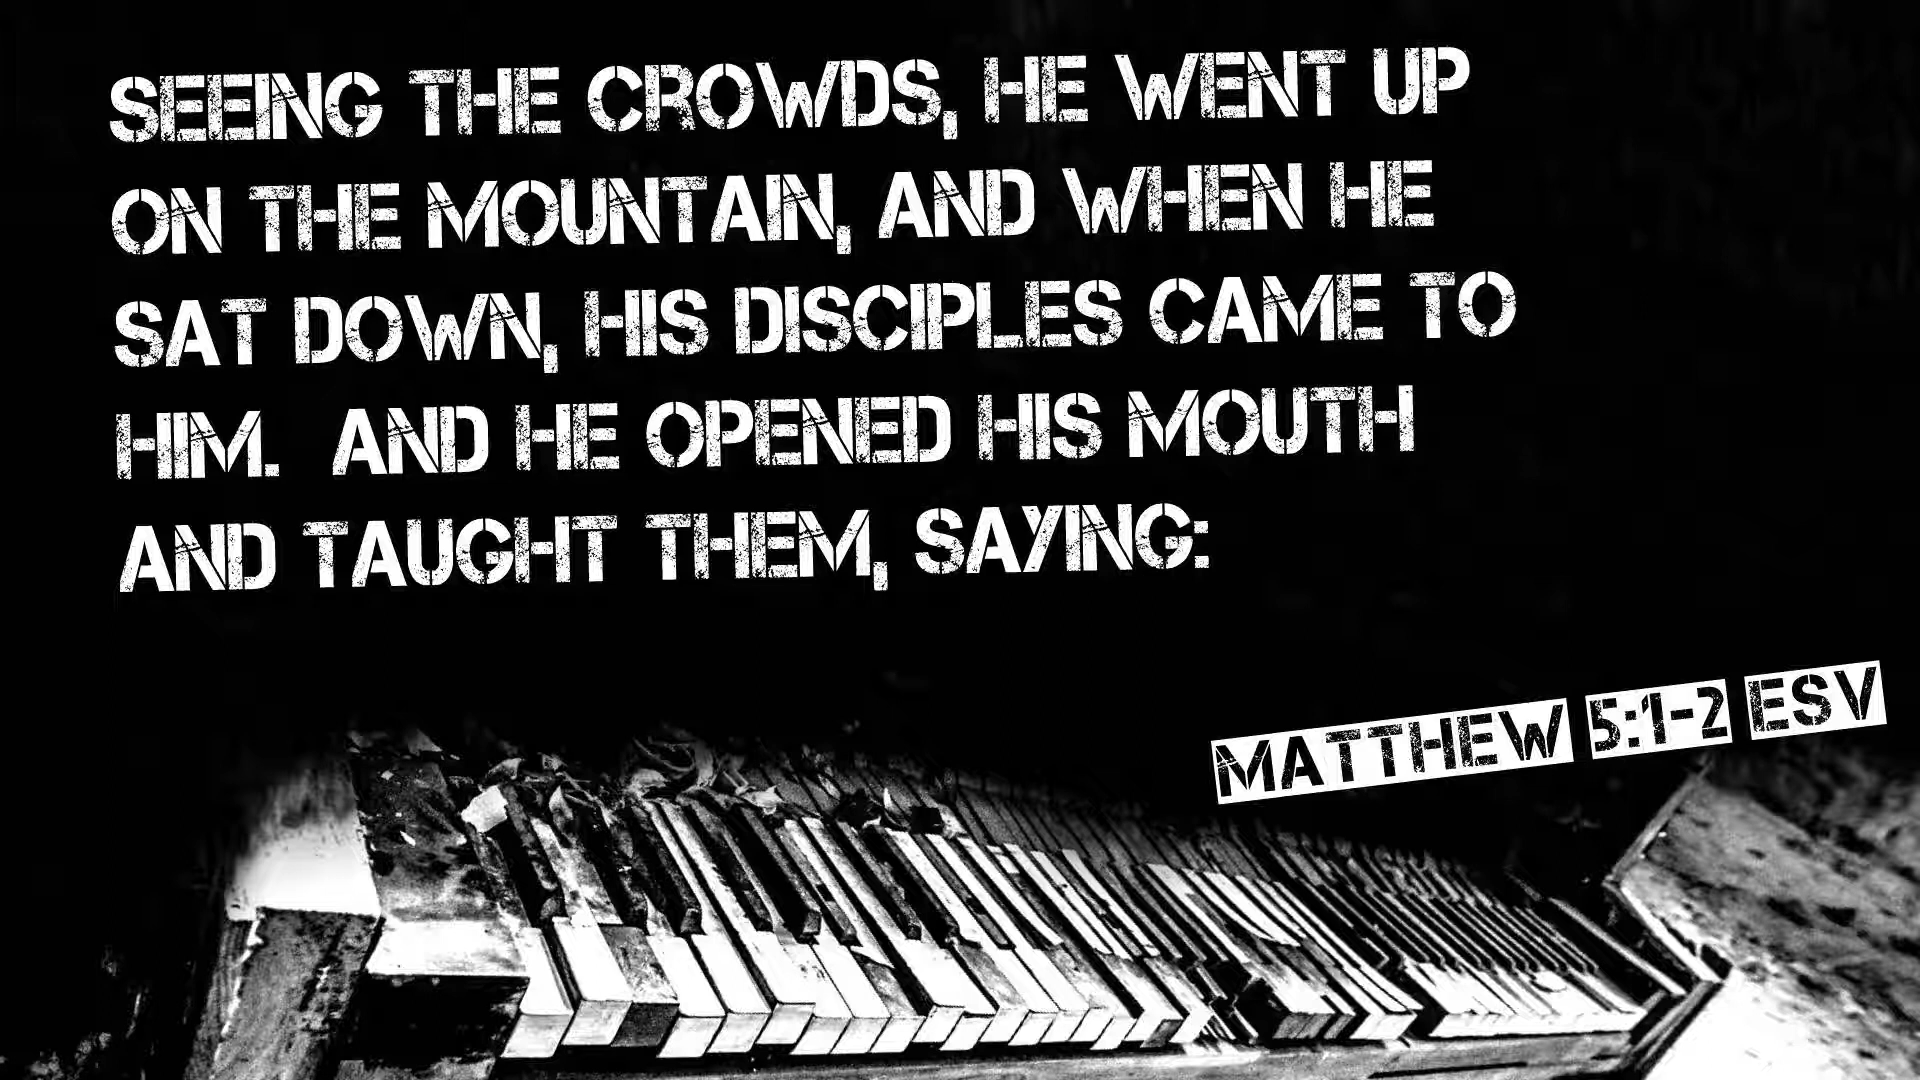 SEEING THE CROWDS, HE WENT UP
ON THE MOUNTAIN, AND WHEN HE
SAT DOWN, HIS DISCIPLES CAME TO
HIM.  AND HE OPENED HIS MOUTH
AND TAUGHT THEM, SAYING:
MATTHEW 5:1-2 ESV